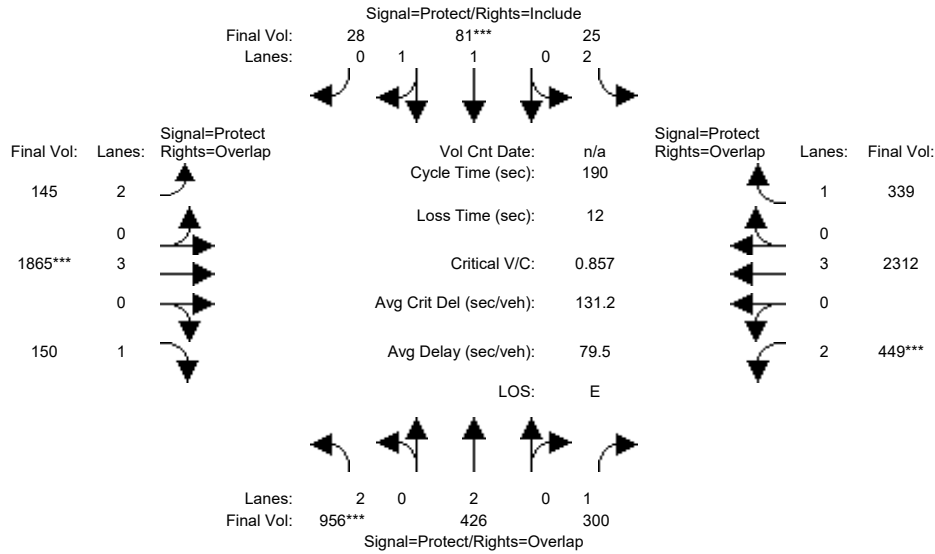 Signal=Protect/Rights=Include
Final Vol: 28 81*** 25
Lanes: 0 1 1 0 2
Signal=Protect Signal=Protect
Final Vol: Lanes: Rights=Overlap Vol Cnt Date: n/a Rights=Overlap Lanes: Final Vol:
Cycle Time (sec): 190
145 2 1 339
Loss Time (sec): 12
0 0
1865*** 3 Critical V/C: 0.857 3 2312
0 Avg Crit Del (sec/veh): 131.2 0
150 1 Avg Delay (sec/veh): 79.5 2 449***
LOS: E
Lanes: 2 0 2 0 1
Final Vol: 956*** 426 300
Signal=Protect/Rights=Overlap